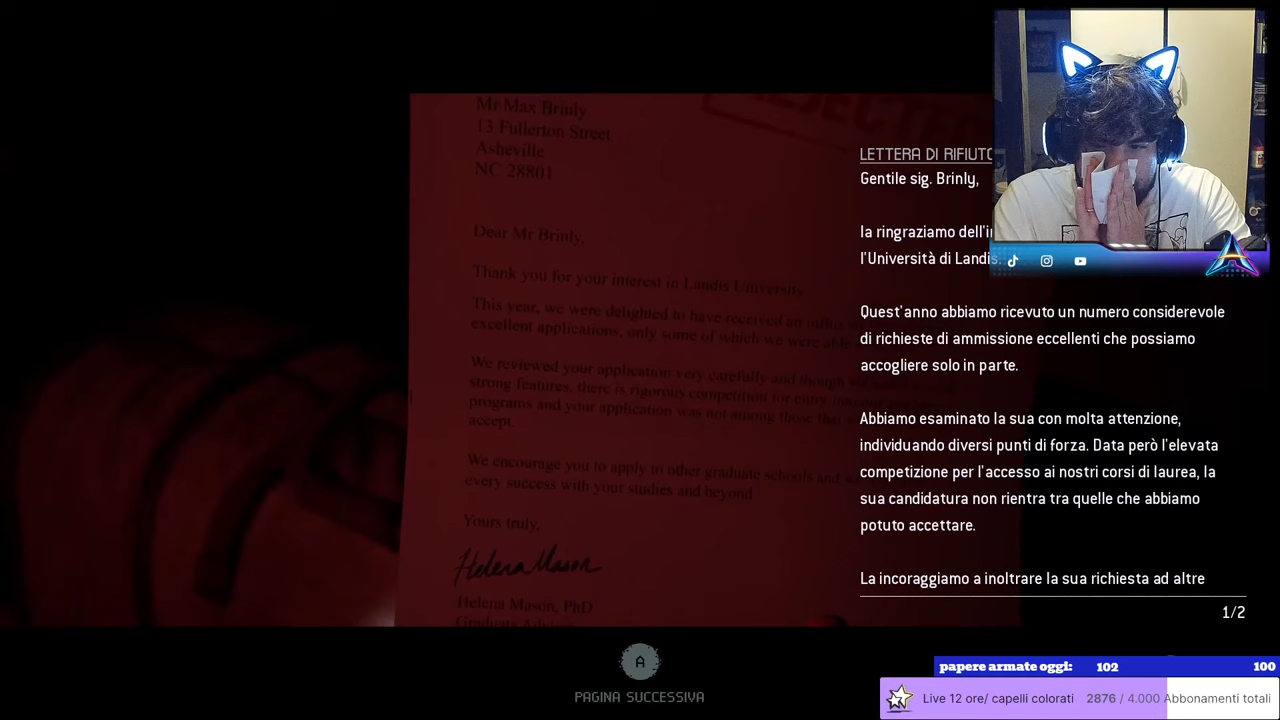 Mr Max Brinly
13 Fullerton Street
Asheville
NC 28801
Dear Mr Brinly,
Thank you for your interest in Landis University
This year, we were delighted to have received an influx of
excellent applications, only some of which we were able
We reviewed your application very carefully and though
strong features, there is rigorous competition for entry into
programs and your application was not among those that
accept.
We encourage you to apply to other graduate schools and
every success with your studies and beyond
Yours truly,
Helena Mason
Helena Mason, PhD
LETTERA DI RIFIUTO
Gentile sig. Brinly,
la ringraziamo
l'Università di Landis.
Quest'anno abbiamo ricevuto un numero considerevole
di richieste di ammissione eccellenti che possiamo
accogliere solo in parte.
Abbiamo esaminato la sua con molta attenzione,
individuando diversi punti di forza. Data però l'elevata
competizione per l'accesso ai nostri corsi di laurea, la
sua candidatura non rientra tra quelle che abbiamo
potuto accettare.
La incoraggiamo a inoltrare la sua richiesta ad altre
1/2
A
PAGINA SUCCESSIVA
papere armate oggi: 102 100
Live 12 ore/ capelli colorati 2876 / 4.000 Abbonamenti totali